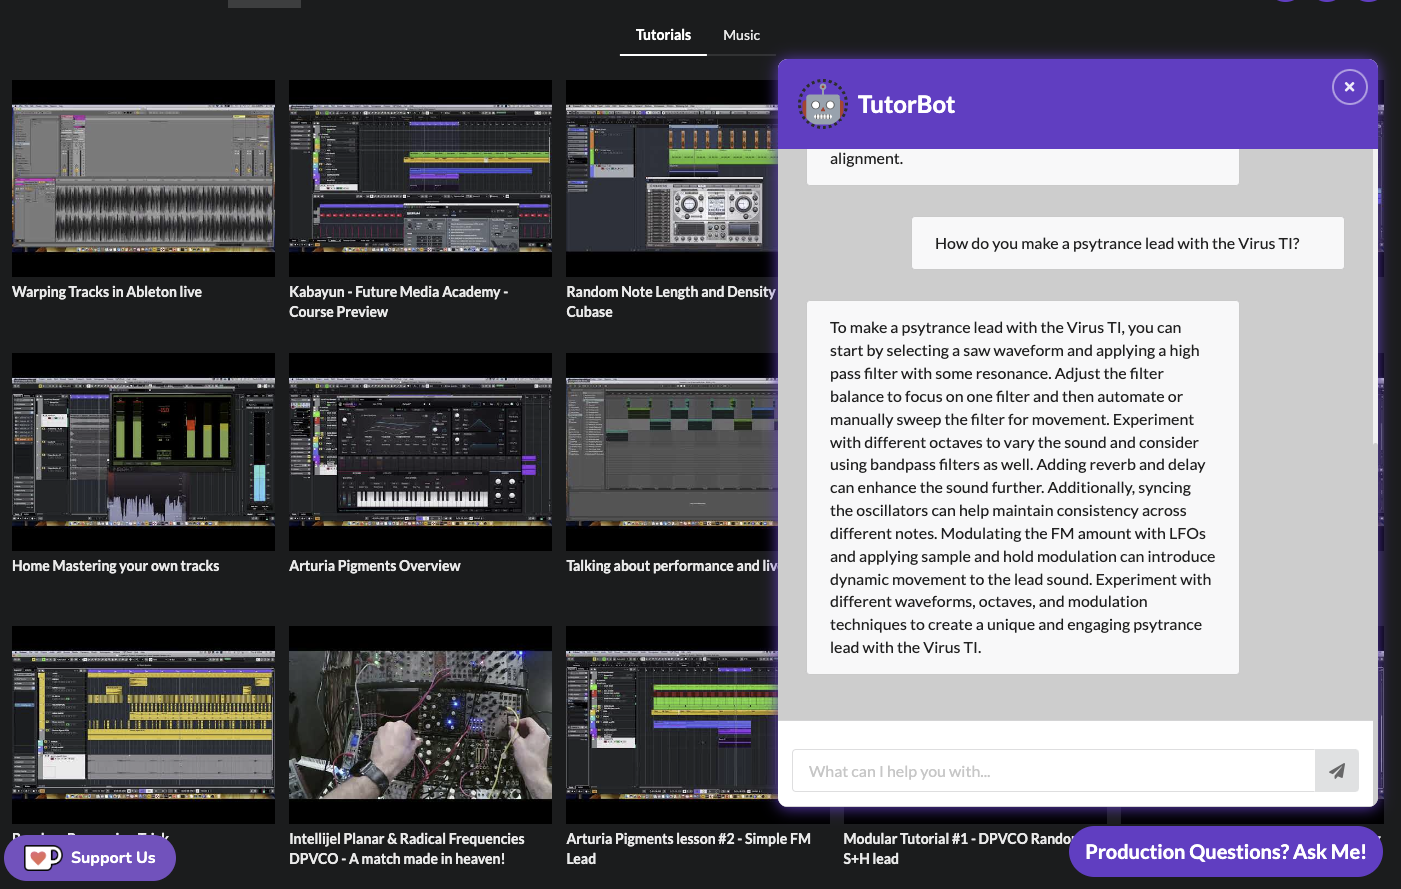 Tutorials
Music
TutorBot
alignment.
How do you make a psytrance lead with the Virus TI?
To make a psytrance lead with the Virus TI, you can
start by selecting a saw waveform and applying a high
pass filter with some resonance. Adjust the filter
balance to focus on one filter and then automate or
manually sweep the filter for movement. Experiment
with different octaves to vary the sound and consider
using bandpass filters as well. Adding reverb and delay
can enhance the sound further. Additionally, syncing
the oscillators can help maintain consistency across
different notes. Modulating the FM amount with LFOs
and applying sample and hold modulation can introduce
dynamic movement to the lead sound. Experiment with
different waveforms, octaves, and modulation
techniques to create a unique and engaging psytrance
lead with the Virus TI.
What can I help you with...
Warping Tracks in Ableton live
Kabayun - Future Media Academy -
Course Preview
Random Note Length and Density
Cubase
Home Mastering your own tracks
Arturia Pigments Overview
Talking about performance and liv
Intellijel Planar & Radical Frequencies
DPVCO - A match made in heaven!
Arturia Pigments lesson #2 - Simple FM
Lead
Modular Tutorial #1 - DPVCO Rando
S+H lead
Support Us
Production Questions? Ask Me!